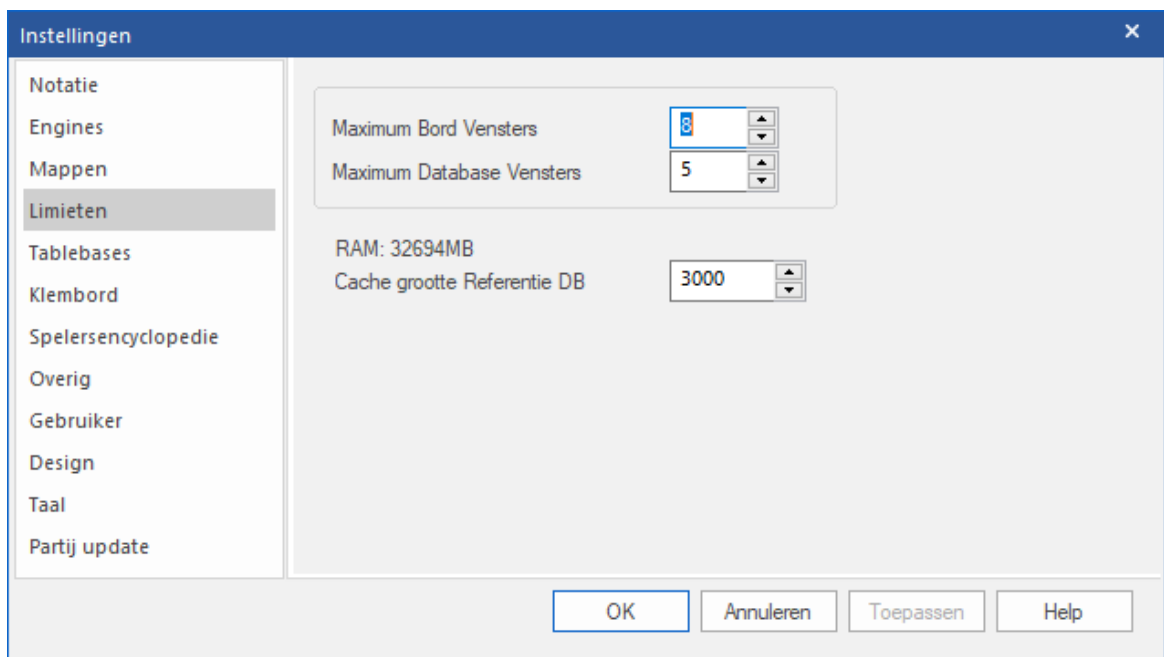 Instellingen
Notatie
Engines
Mappen
Limieten
Tablebases
Klembord
Spelersencyclopedie
Overig
Gebruiker
Design
Taal
Partij update
Maximum Bord Vensters 8
Maximum Database Vensters 5
RAM: 32694MB
Cache grootte Referentie DB 3000
OK Annuleren Toepassen Help